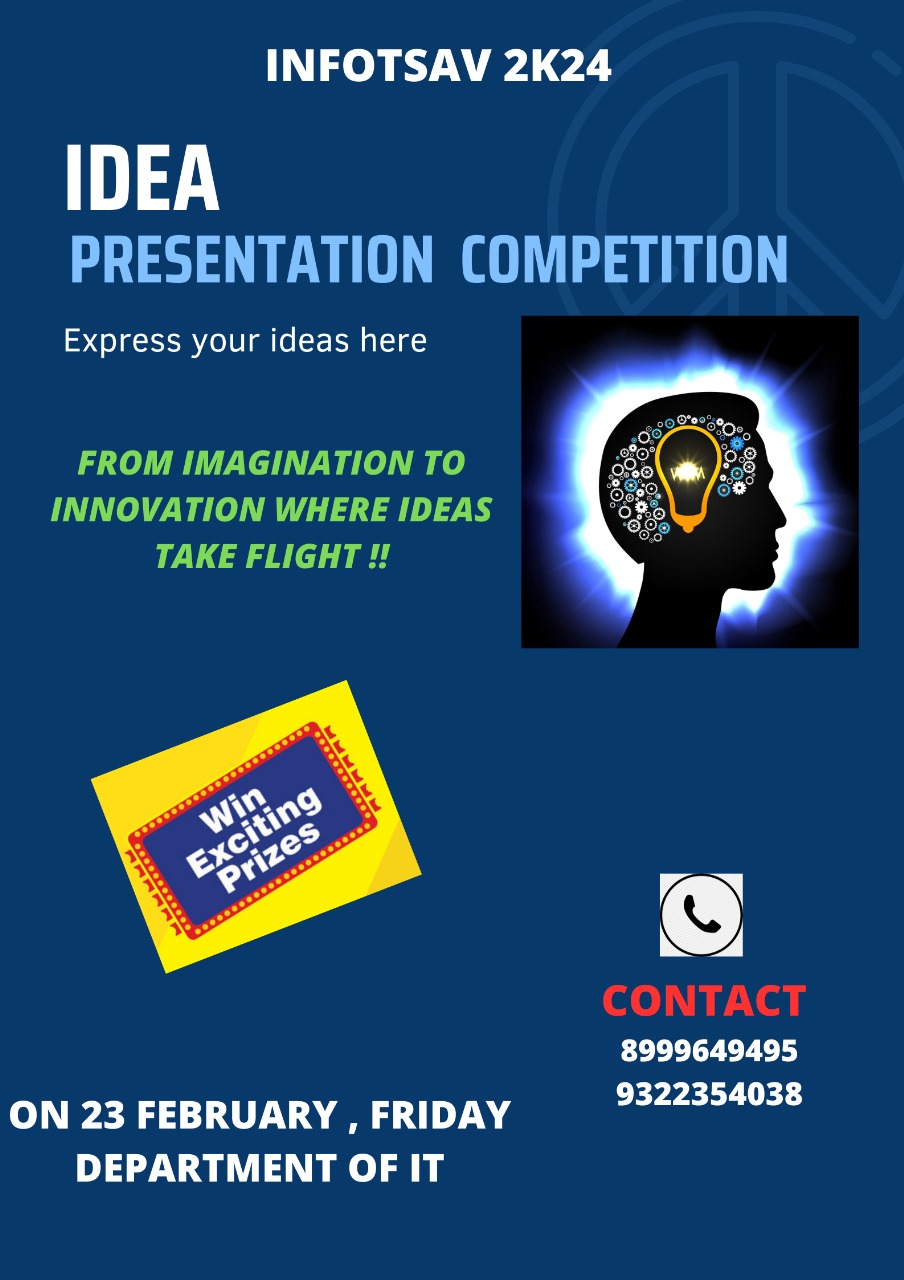 INFOTSAV 2K24
IDEA
PRESENTATION COMPETITION
Express your ideas here
FROM IMAGINATION TO
INNOVATION WHERE IDEAS
TAKE FLIGHT !!
Win
Exciting
Prizes
CONTACT
8999649495
9322354038
ON 23 FEBRUARY , FRIDAY
DEPARTMENT OF IT